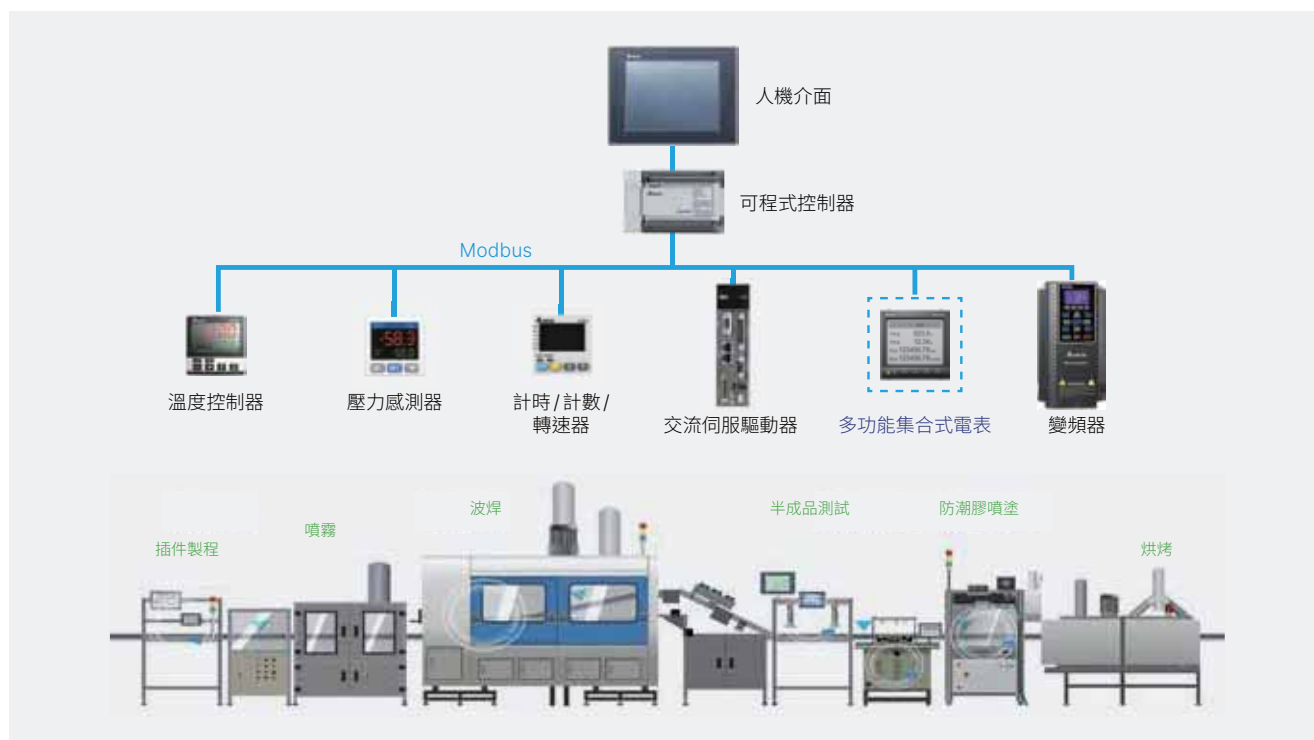 人機介面
可程式控制器
Modbus
-58.3
溫度控制器
壓力感測器
計時/計數/
轉速器
交流伺服驅動器
多功能集合式電表
變頻器
插件製程
噴霧
波焊
半成品測試
防潮膠噴塗
烘烤